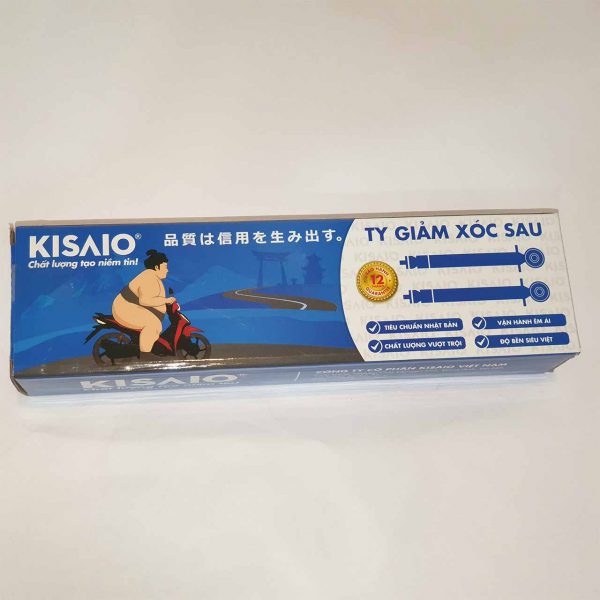 KISAIO®
Chất lượng tạo niềm tin!
品質は信用を生み出す。
TY GIẢM XÓC SAU
12
TIÊU CHUẨN NHẬT BẢN
VẬN HÀNH ÊM ÁI
CHẤT LƯỢNG VƯỢT TRỘI
ĐỘ BỀN SIÊU VIỆT
KISAIO®
CÔNG TY CỔ PHẦN KISAIO VIỆT NAM